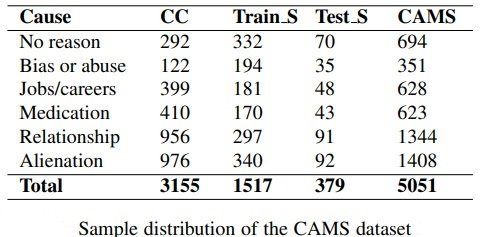 Cause CC Train_S Test_S CAMS
No reason 292 332 70 694
Bias or abuse 122 194 35 351
Jobs/careers 399 181 48 628
Medication 410 170 43 623
Relationship 956 297 91 1344
Alienation 976 340 92 1408
Total 3155 1517 379 5051
Sample distribution of the CAMS dataset